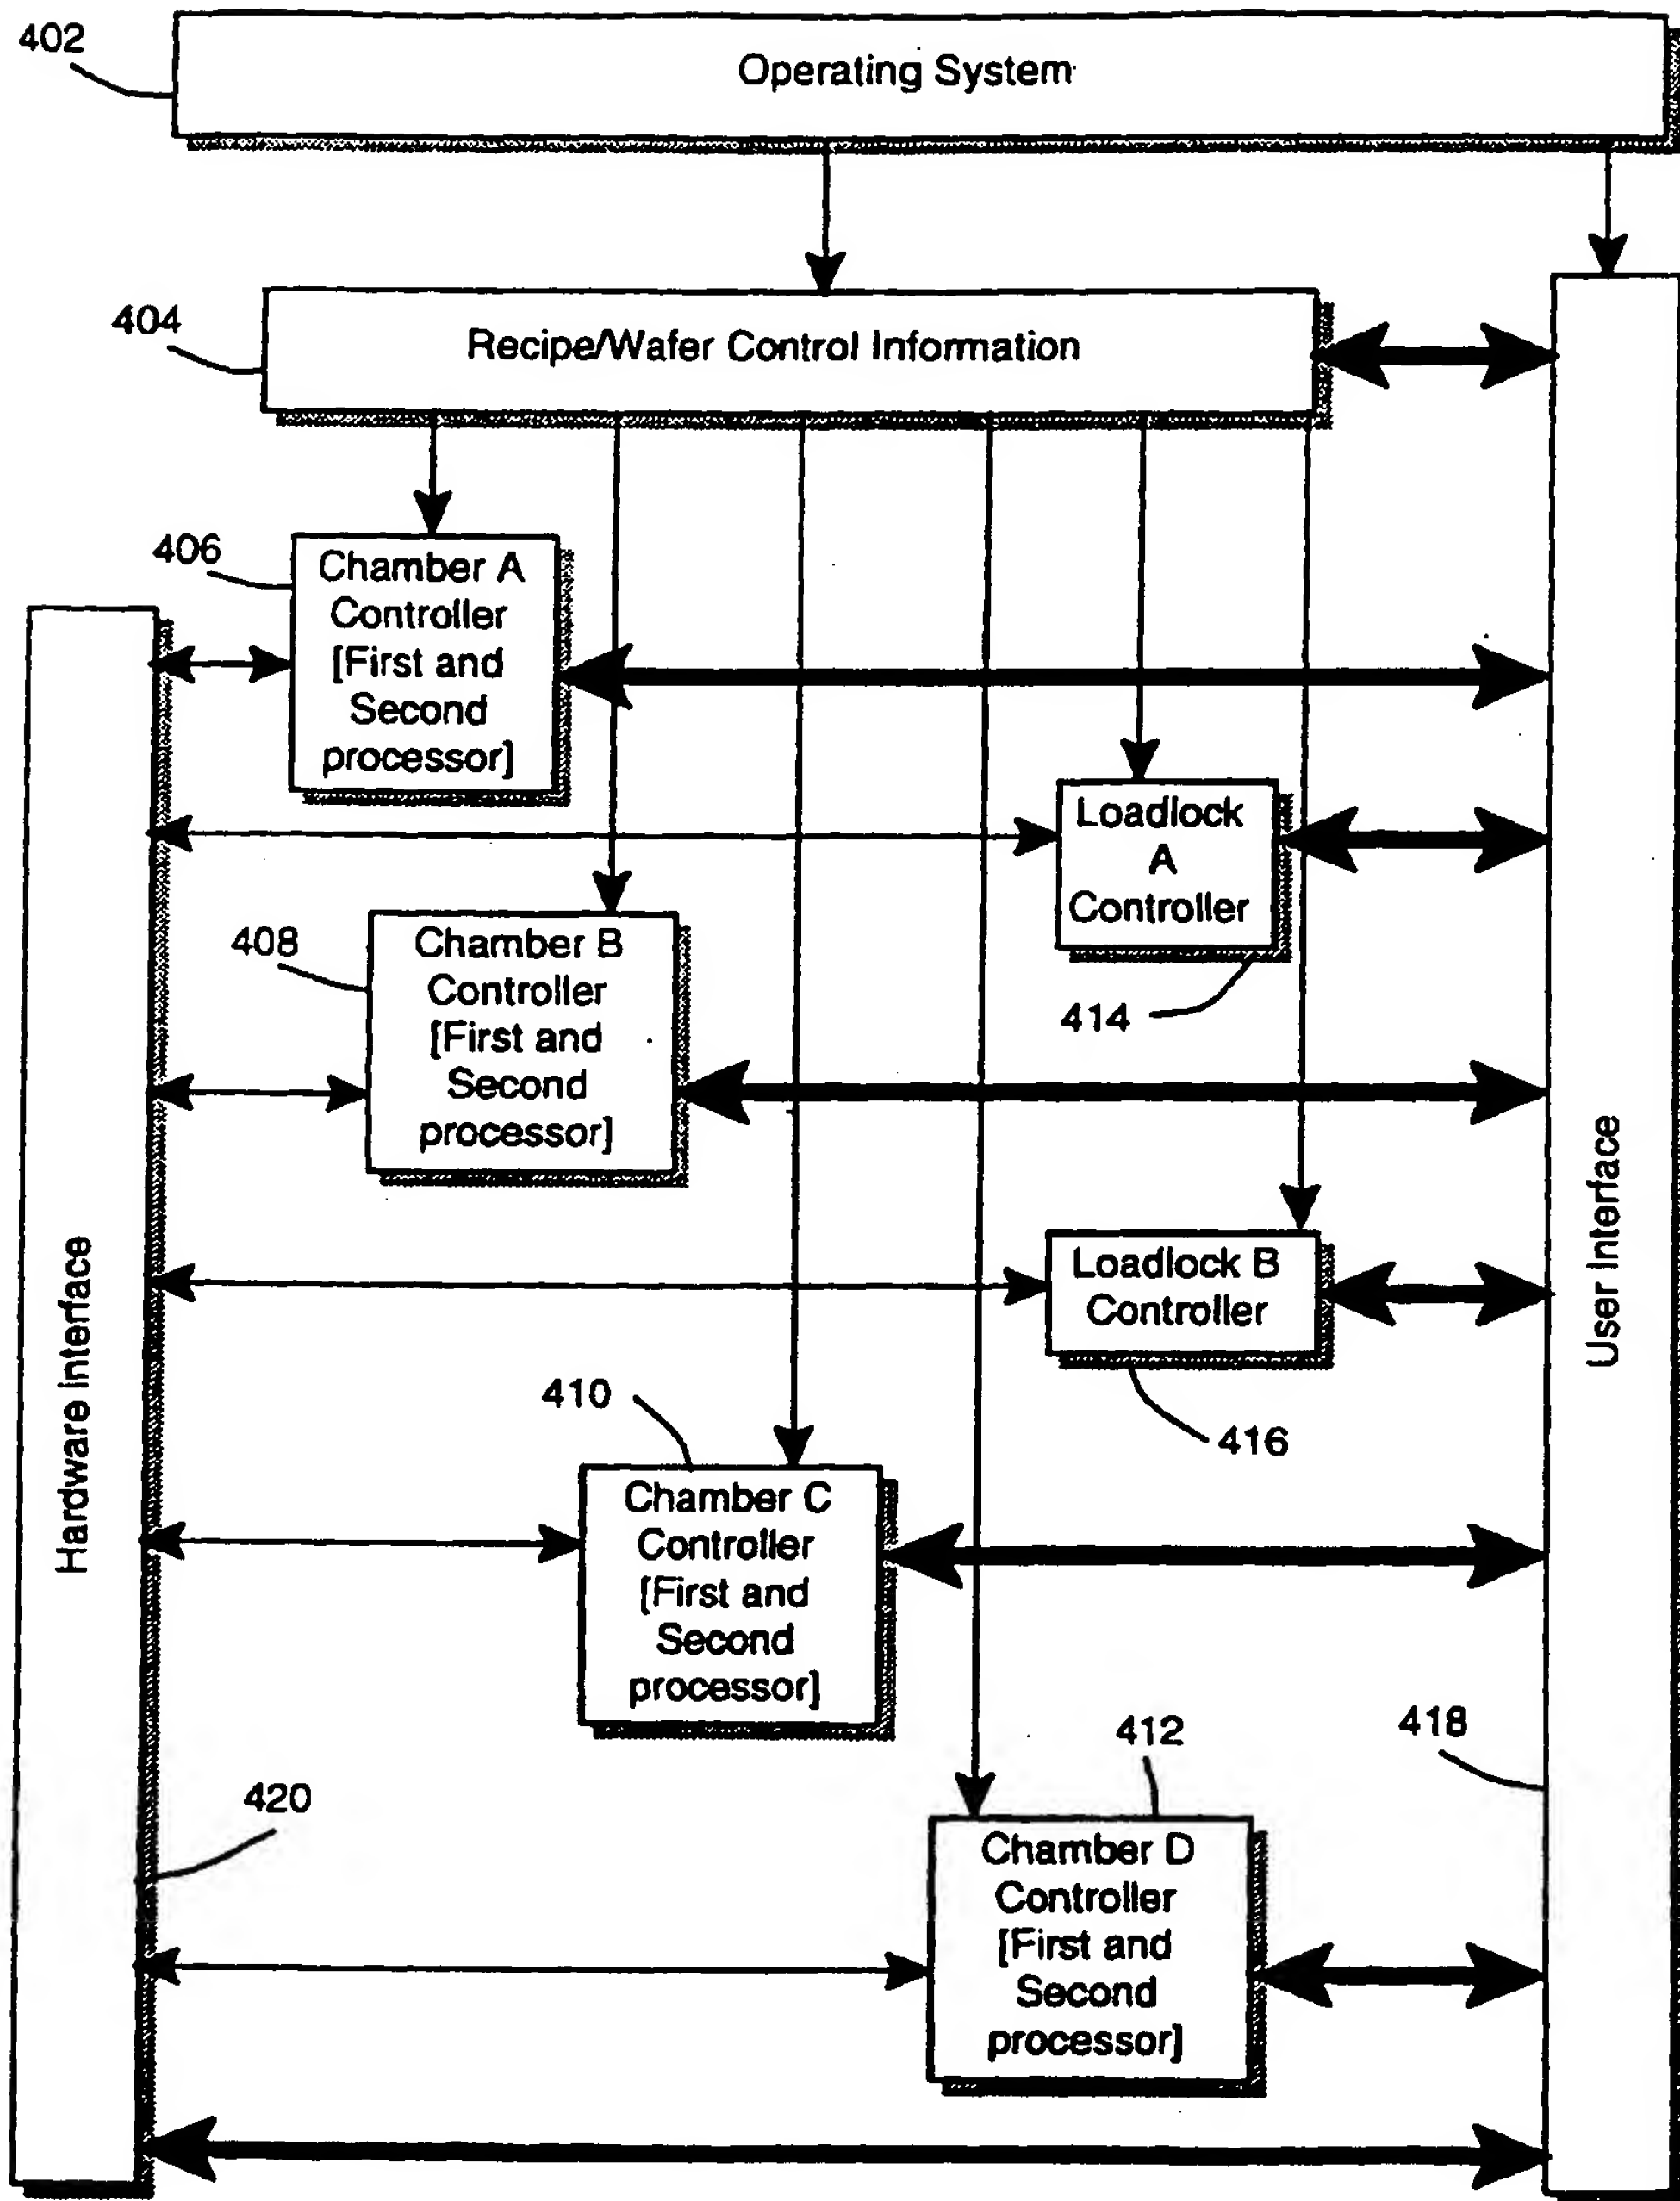 402
Operating System
404
Recipe/Wafer Control Information
406
Chamber A
Controller
[First and
Second
processor]
Loadlock
A
Controller
414
408
Chamber B
Controller
[First and
Second
processor]
Hardware interface
User Interface
Loadlock B
Controller
416
410
Chamber C
Controller
[First and
Second
processor]
418
412
420
Chamber D
Controller
[First and
Second
processor]